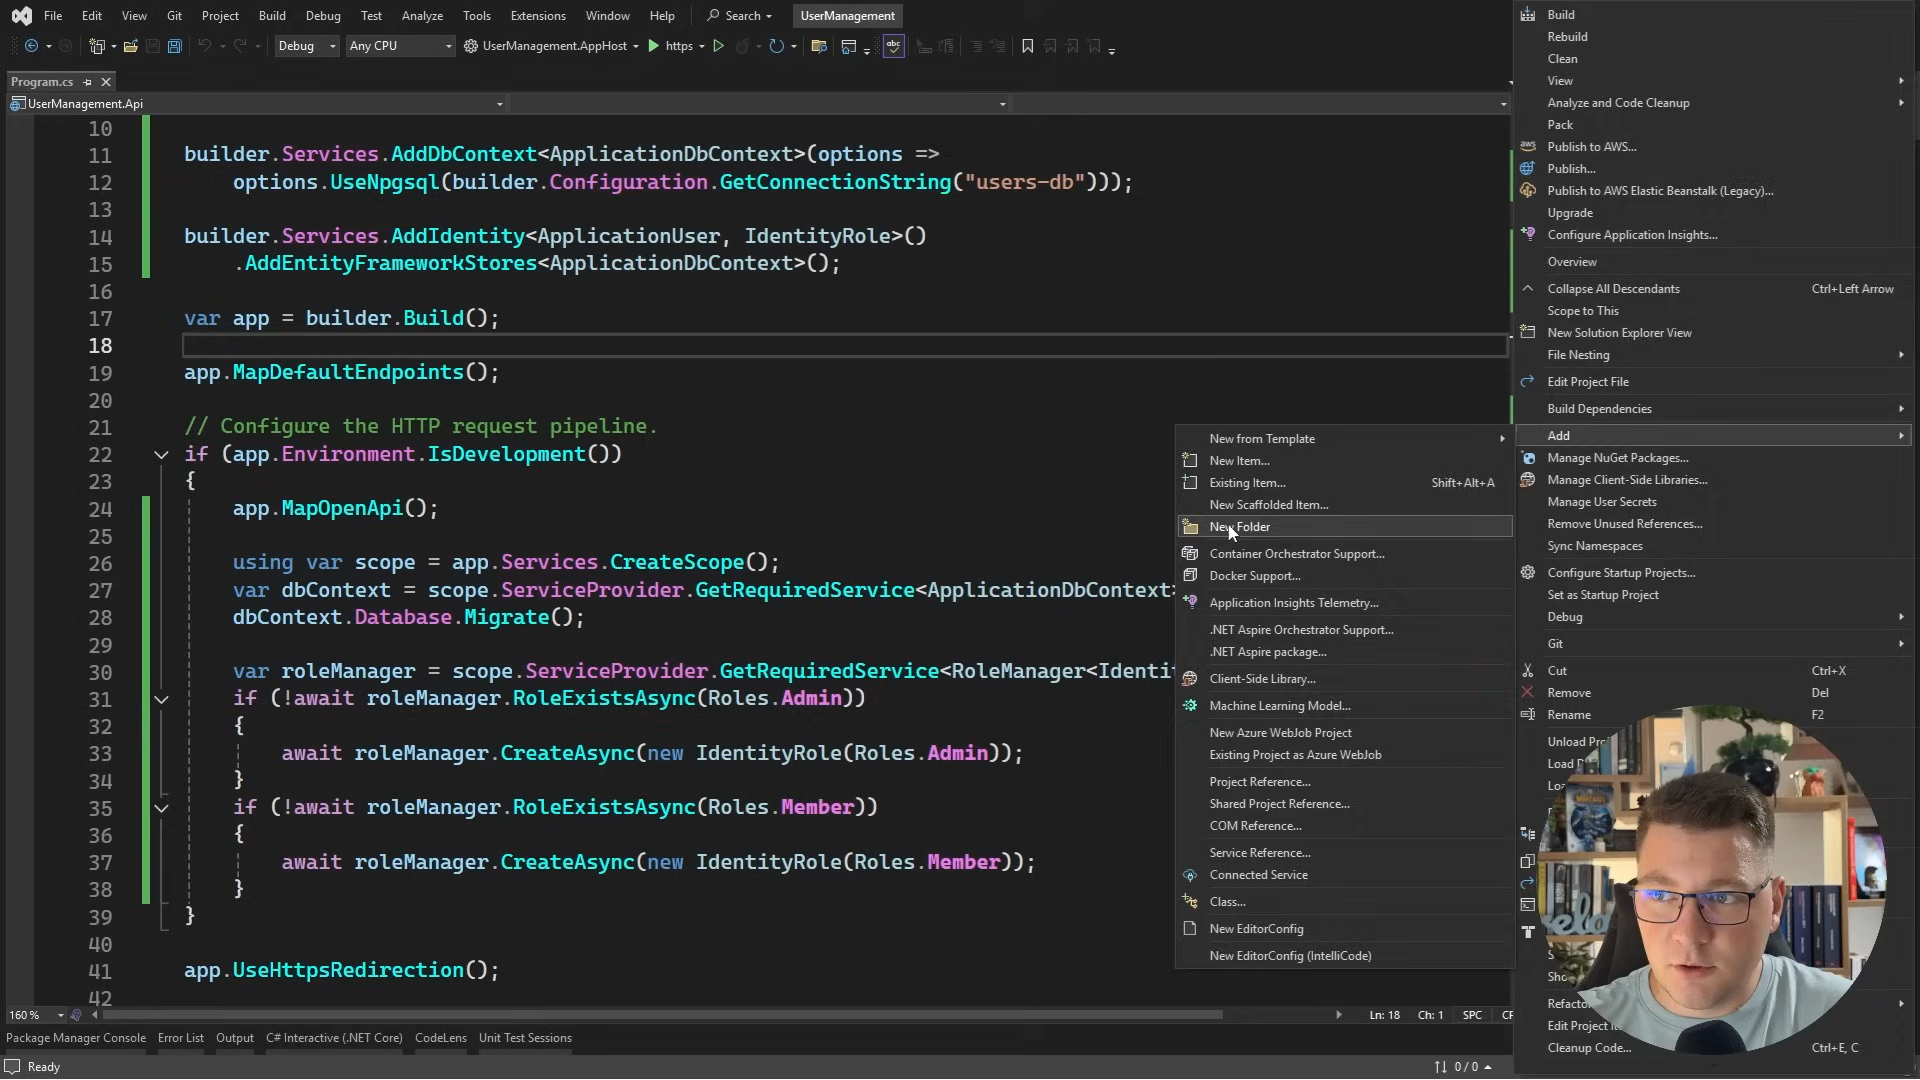 File Edit View Git Project Build Debug Test Analyze Tools Extensions Window Help Search UserManagement
Debug Any CPU UserManagement.AppHost https
Program.cs
UserManagement.Api
10
11 builder.Services.AddDbContext<ApplicationDbContext>(options =>
12 options.UseNpgsql(builder.Configuration.GetConnectionString("users-db")));
13
14 builder.Services.AddIdentity<ApplicationUser, IdentityRole>()
15 .AddEntityFrameworkStores<ApplicationDbContext>();
16
17 var app = builder.Build();
18
19 app.MapDefaultEndpoints();
20
21 // Configure the HTTP request pipeline.
22 if (app.Environment.IsDevelopment())
23 {
24 app.MapOpenApi();
25
26 using var scope = app.Services.CreateScope();
27 var dbContext = scope.ServiceProvider.GetRequiredService<ApplicationDbContext>
28 dbContext.Database.Migrate();
29
30 var roleManager = scope.ServiceProvider.GetRequiredService<RoleManager<Identit
31 if (!await roleManager.RoleExistsAsync(Roles.Admin))
32 {
33 await roleManager.CreateAsync(new IdentityRole(Roles.Admin));
34 }
35 if (!await roleManager.RoleExistsAsync(Roles.Member))
36 {
37 await roleManager.CreateAsync(new IdentityRole(Roles.Member));
38 }
39 }
40
41 app.UseHttpsRedirection();
42
160 %
Ln: 18 Ch: 1 SPC
Package Manager Console Error List Output C# Interactive (.NET Core) CodeLens Unit Test Sessions
Ready
0 / 0
New from Template
New Item...
Existing Item... Shift+Alt+A
New Scaffolded Item...
New Folder
Container Orchestrator Support...
Docker Support...
Application Insights Telemetry...
.NET Aspire Orchestrator Support...
.NET Aspire package...
Client-Side Library...
Machine Learning Model...
New Azure WebJob Project
Existing Project as Azure WebJob
Project Reference...
Shared Project Reference...
COM Reference...
Service Reference...
Connected Service
Class...
New EditorConfig
New EditorConfig (IntelliCode)
Build
Rebuild
Clean
View
Analyze and Code Cleanup
Pack
Publish to AWS...
Publish...
Publish to AWS Elastic Beanstalk (Legacy)...
Upgrade
Configure Application Insights...
Overview
Collapse All Descendants Ctrl+Left Arrow
Scope to This
New Solution Explorer View
File Nesting
Edit Project File
Build Dependencies
Add
Manage NuGet Packages...
Manage Client-Side Libraries...
Manage User Secrets
Remove Unused References...
Sync Namespaces
Configure Startup Projects...
Set as Startup Project
Debug
Git
Cut Ctrl+X
Remove Del
Rename F2
Unload Pr
Load D
Refactor
Edit Project
Cleanup Code... Ctrl+E, C